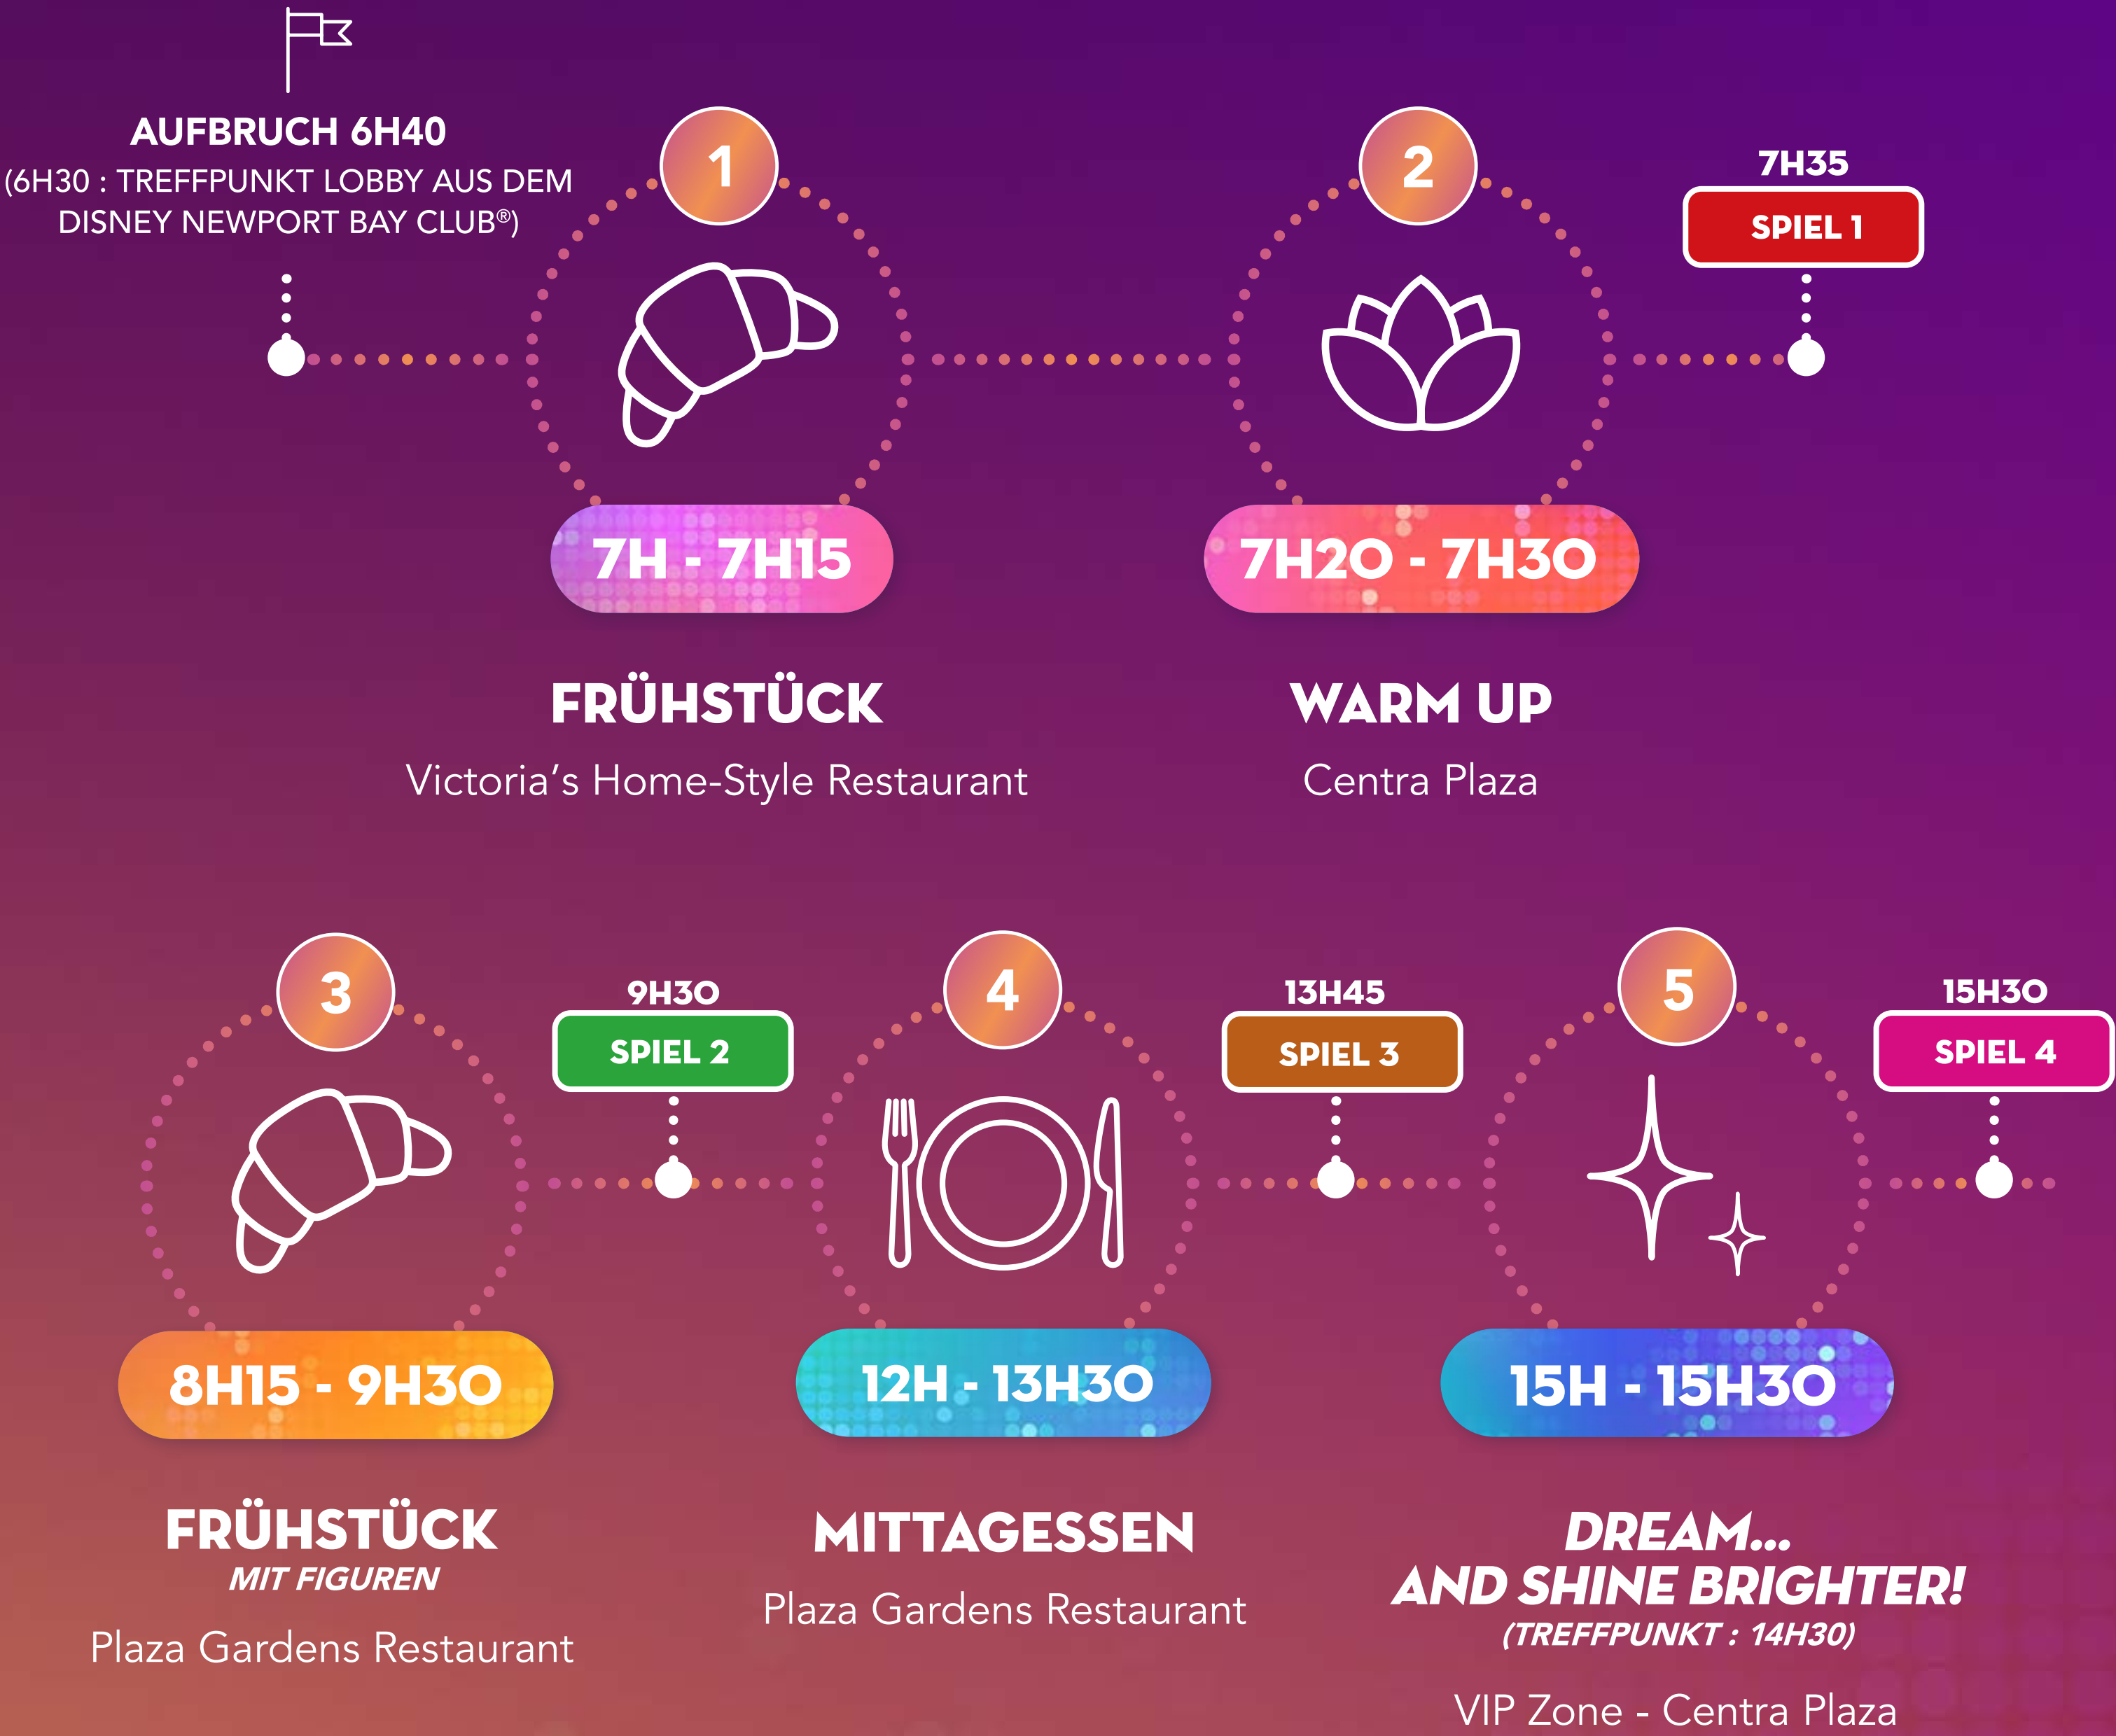 AUFBRUCH 6H40
(6H30 : TREFFPUNKT LOBBY AUS DEM
DISNEY NEWPORT BAY CLUB®)
1
7H - 7H15
FRÜHSTÜCK
Victoria‘s Home-Style Restaurant
2
7H20 - 7H30
WARM UP
Centra Plaza
7H35
SPIEL 1
3
8H15 - 9H30
FRÜHSTÜCK
MIT FIGUREN
Plaza Gardens Restaurant
9H30
SPIEL 2
4
12H - 13H30
MITTAGESSEN
Plaza Gardens Restaurant
13H45
SPIEL 3
5
15H - 15H30
DREAM...
AND SHINE BRIGHTER!
(TREFFPUNKT : 14H30)
VIP Zone - Centra Plaza
15H30
SPIEL 4